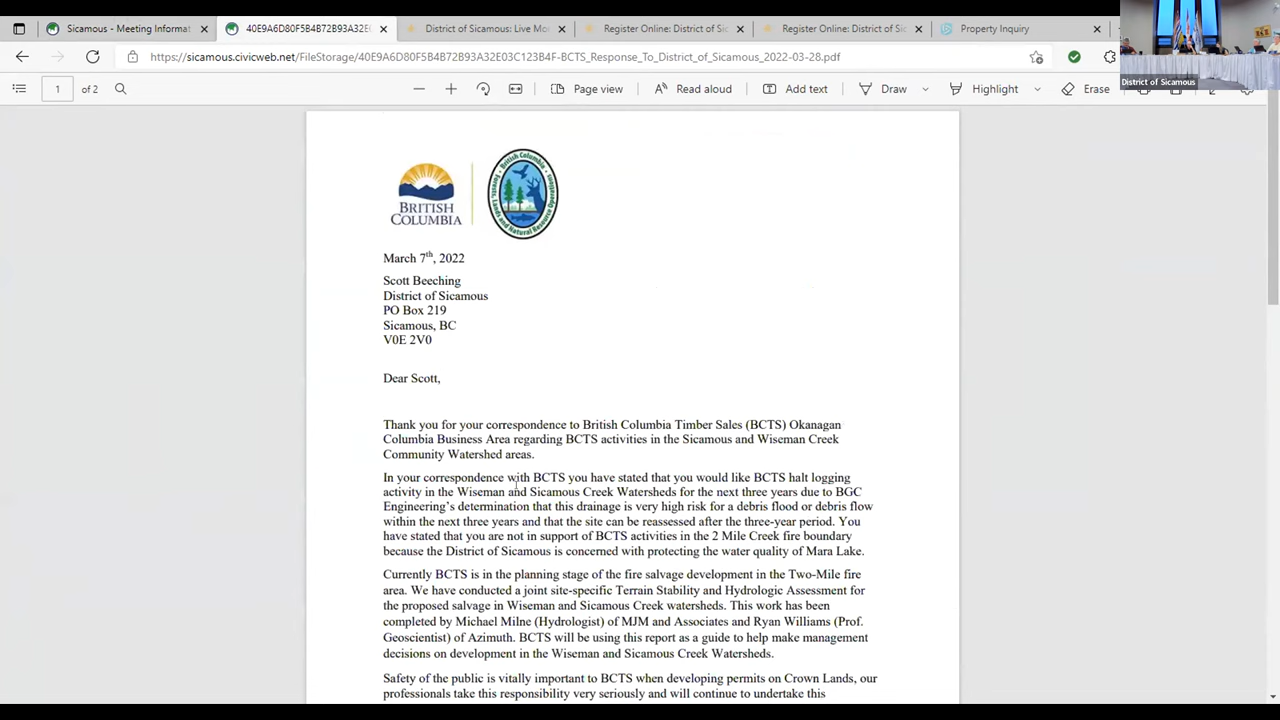 Sicamous - Meeting Informat
40E9A6D80F5B4B72B93A32E0
District of Sicamous: Live Mo
Register Online: District of Sic
Register Online: District of Sic
Property Inquiry
https://sicamous.civicweb.net/FileStorage/40E9A6D80F5B4B72B93A32E03C123B4F-BCTS_Response_To_District_of_Sicamous_2022-03-28.pdf
District of Sicamous
1 of 2
Page view
Read aloud
Add text
Draw
Highlight
Erase
BRITISH
COLUMBIA
British Columbia
Forests, Lands and Natural Resource Operations
March 7th, 2022
Scott Beeching
District of Sicamous
PO Box 219
Sicamous, BC
V0E 2V0
Dear Scott,
Thank you for your correspondence to British Columbia Timber Sales (BCTS) Okanagan
Columbia Business Area regarding BCTS activities in the Sicamous and Wiseman Creek
Community Watershed areas.
In your correspondence with BCTS you have stated that you would like BCTS halt logging
activity in the Wiseman and Sicamous Creek Watersheds for the next three years due to BGC
Engineering's determination that this drainage is very high risk for a debris flood or debris flow
within the next three years and that the site can be reassessed after the three-year period. You
have stated that you are not in support of BCTS activities in the 2 Mile Creek fire boundary
because the District of Sicamous is concerned with protecting the water quality of Mara Lake.
Currently BCTS is in the planning stage of the fire salvage development in the Two-Mile fire
area. We have conducted a joint site-specific Terrain Stability and Hydrologic Assessment for
the proposed salvage in Wiseman and Sicamous Creek watersheds. This work has been
completed by Michael Milne (Hydrologist) of MJM and Associates and Ryan Williams (Prof.
Geoscientist) of Azimuth. BCTS will be using this report as a guide to help make management
decisions on development in the Wiseman and Sicamous Creek Watersheds.
Safety of the public is vitally important to BCTS when developing permits on Crown Lands, our
professionals take this responsibility very seriously and will continue to undertake this